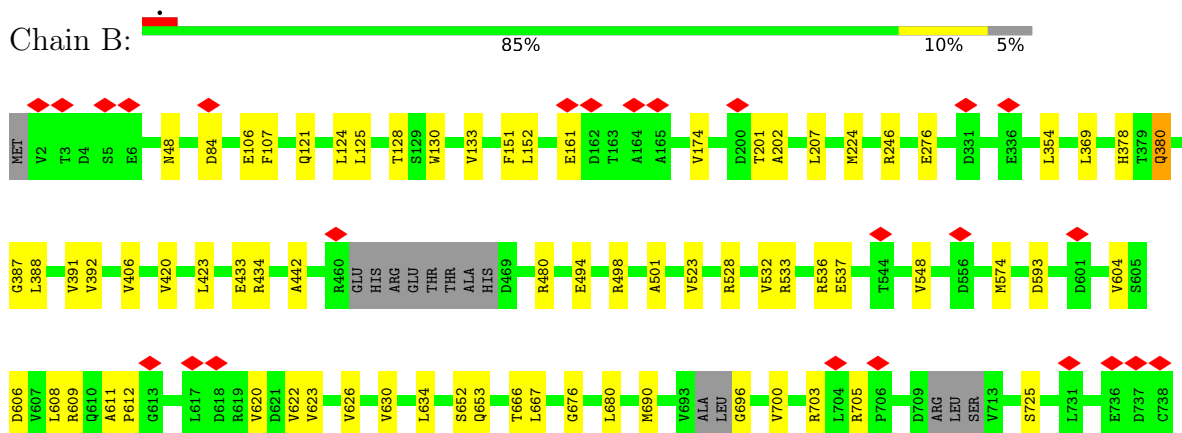 Chain B:
85% 10% 5%
MET V2 T3 D4 S5 E6 N48 D84 E106 F107 Q121 L124 L125 T128 S129 W130 V133 F151 L152 E161 D162 T163 A164 A165 V174 D200 T201 A202 L207 M224 R246 E276 D331 E336 L354 L369 H378 T379 Q380
G387 L388 V391 V392 V406 V420 L423 E433 R434 A442 R460 GLU HIS ARG GLU THR THR ALA HIS D469 R480 E494 R498 A501 V523 R528 V532 R533 R536 E537 T544 V548 D556 M574 D593 D601 V604 S605
D606 V607 L608 R609 Q610 A611 P612 G613 L617 D618 R619 V620 D621 V622 V623 V626 V630 L634 S652 Q653 T666 L667 G676 L680 M690 V693 ALA LEU G696 V700 R703 L704 R705 P706 D709 ARG LEU SER V713 S725 L731 E736 D737 C738